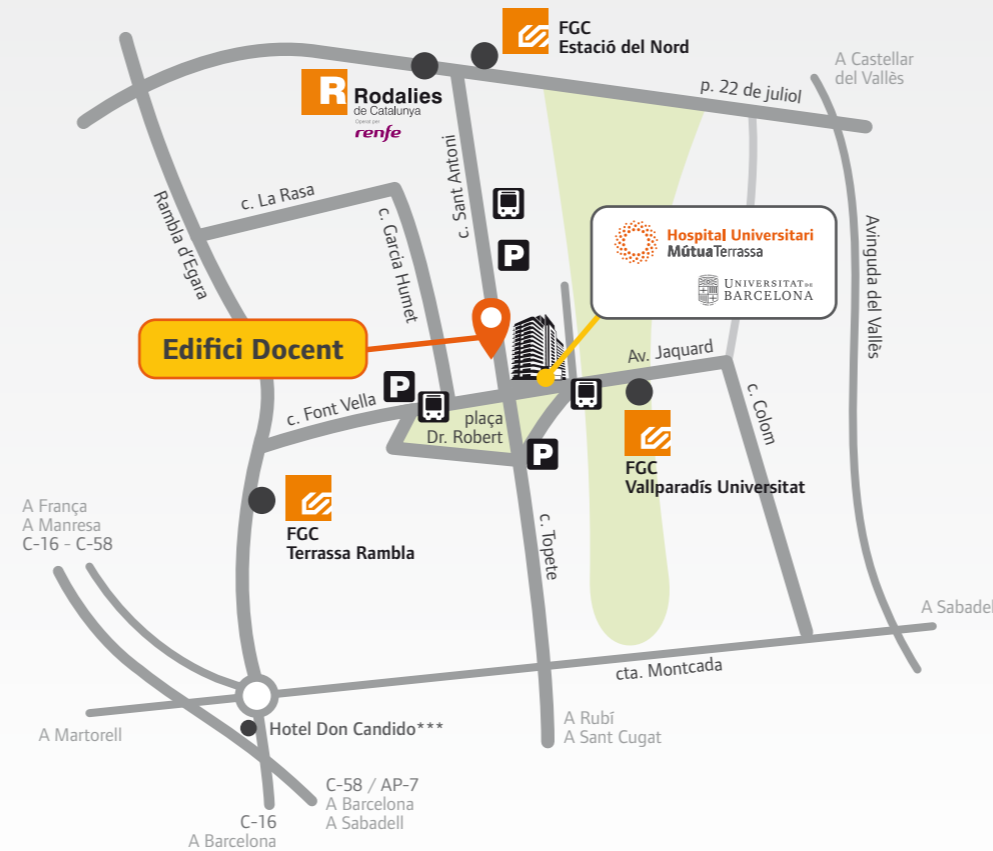 FGC
Estació del Nord
A Castellar
del Vallès
R
Rodalies
de Catalunya
Operat per
renfe
p. 22 de juliol
c. Sant Antoni
Rambla d'Egara
c. La Rasa
c. Garcia Humet
P
Hospital Universitari
MútuaTerrassa
UNIVERSITAT DE
BARCELONA
Avinguda del Vallès
Edifici Docent
Av. Jaquard
c. Colom
P
c. Font Vella
plaça
Dr. Robert
P
FGC
Vallparadís Universitat
FGC
Terrassa Rambla
c. Topete
A França
A Manresa
C-16 - C-58
A Sabadel
cta. Montcada
A Martorell
Hotel Don Candido***
A Rubí
A Sant Cugat
C-58 / AP-7
A Barcelona
A Sabadell
C-16
A Barcelona